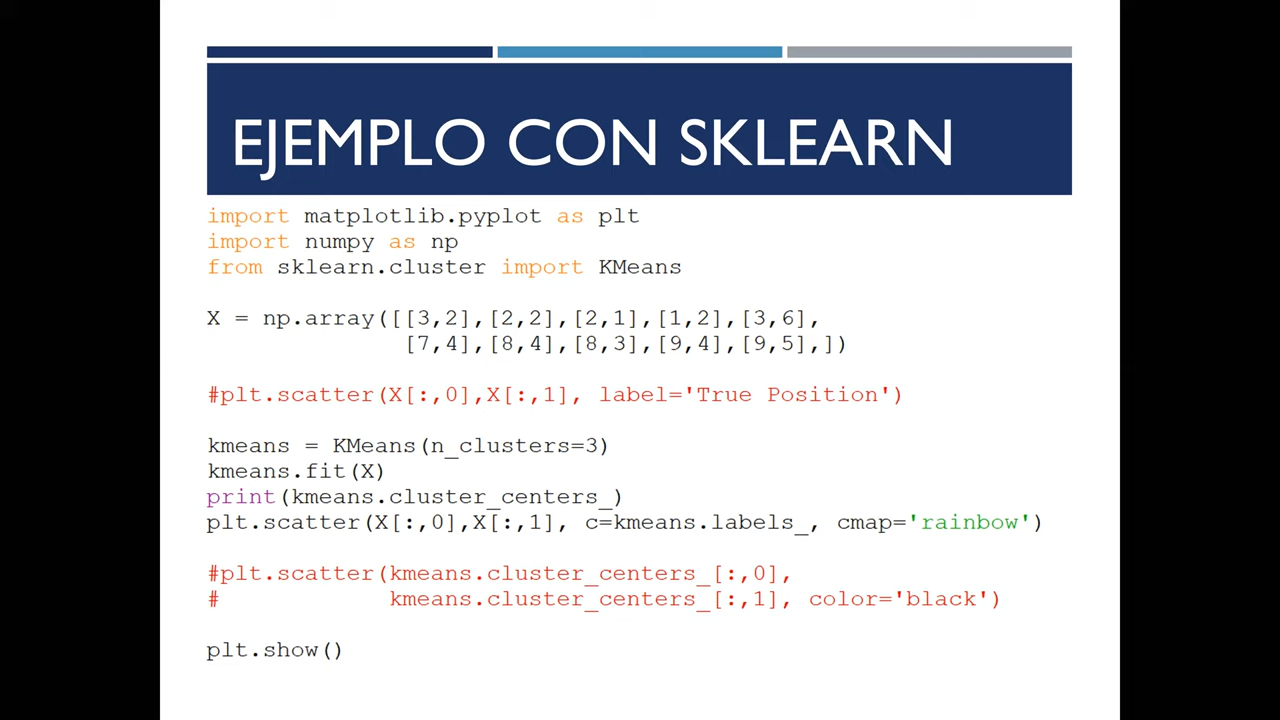 EJEMPLO CON SKLEARN
import matplotlib.pyplot as plt
import numpy as np
from sklearn.cluster import KMeans
X = np.array([[3,2],[2,2],[2,1],[1,2],[3,6],
[7,4],[8,4],[8,3],[9,4],[9,5],])
#plt.scatter(X[:,0],X[:,1], label='True Position')
kmeans = KMeans(n_clusters=3)
kmeans.fit(X)
print(kmeans.cluster_centers_)
plt.scatter(X[:,0],X[:,1], c=kmeans.labels_, cmap='rainbow')
#plt.scatter(kmeans.cluster_centers_[:,0],
# kmeans.cluster_centers_[:,1], color='black')
plt.show()